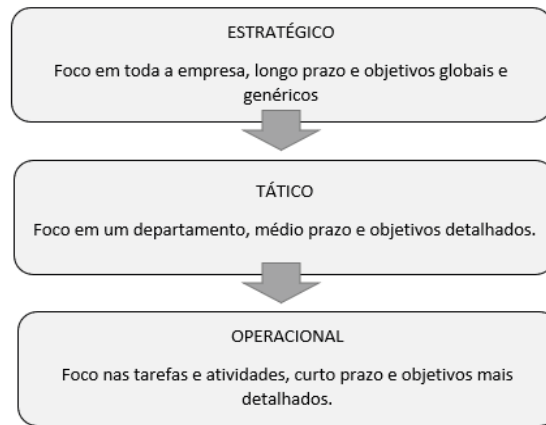 ESTRATÉGICO
Foco em toda a empresa, longo prazo e objetivos globais e
genéricos
TÁTICO
Foco em um departamento, médio prazo e objetivos detalhados.
OPERACIONAL
Foco nas tarefas e atividades, curto prazo e objetivos mais
detalhados.